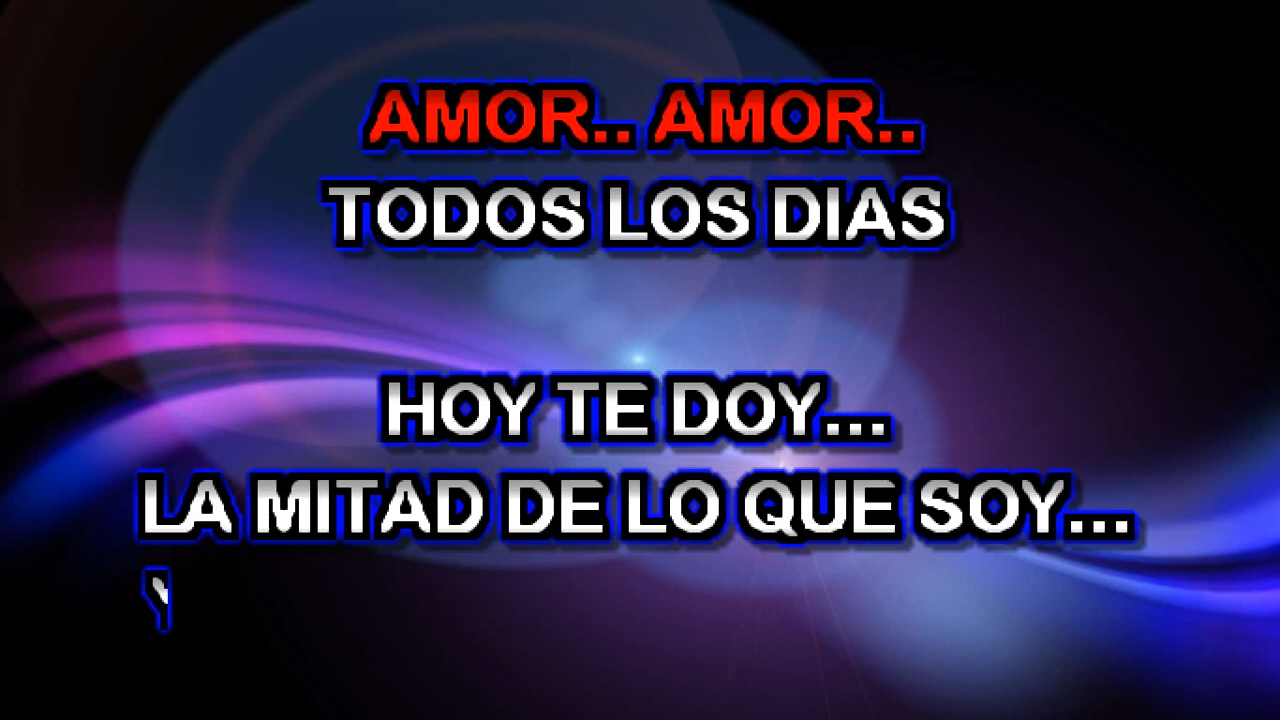 AMOR.. AMOR..
TODOS LOS DIAS
HOY TE DOY...
LA MITAD DE LO QUE SOY...